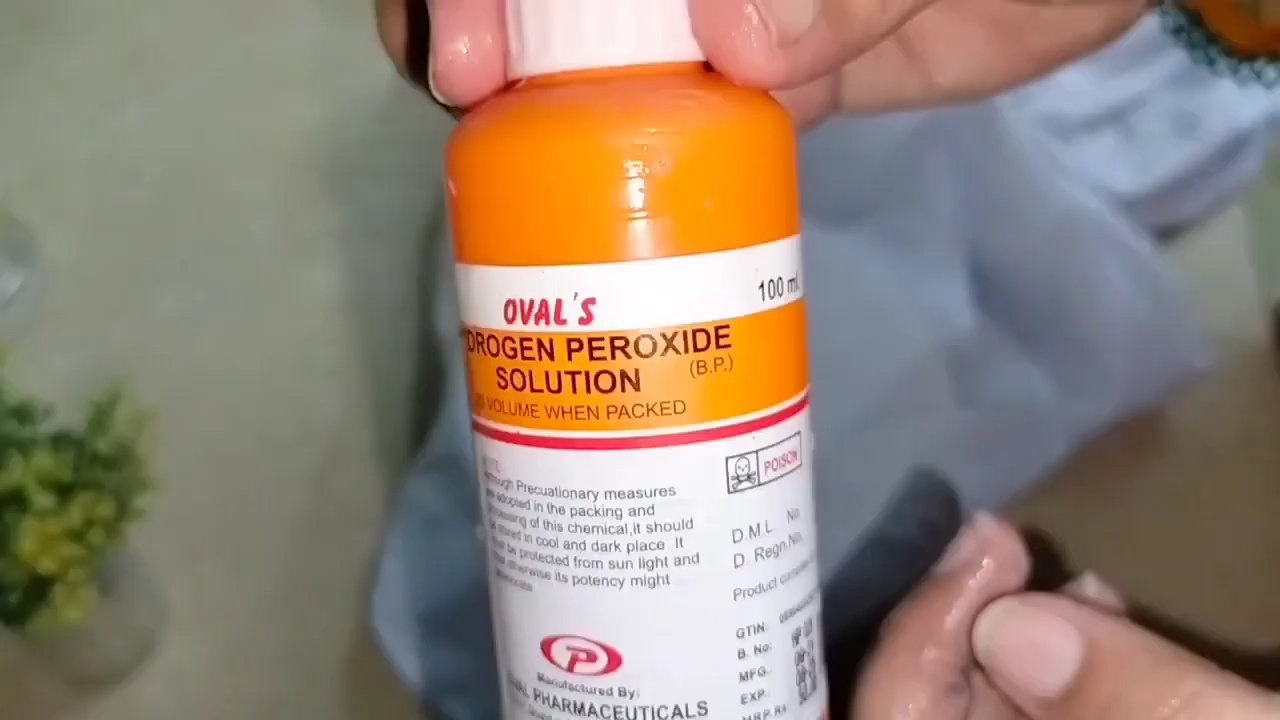 OVAL'S
100 ml
DROGEN PEROXIDE
SOLUTION
(B.P.)
VOLUME WHEN PACKED
POISON
Precuationary measures
adopted in the packing and
of this chemical,it should
stored in cool and dark place. It
be protected from sun light and
otherwise its potency might
D.M.L. No
D. Regn.No.
Product
GTIN:
B. No:
MFG.
EXP.
M.R.P.Rs
P
Manufactured By:
PHARMACEUTICALS